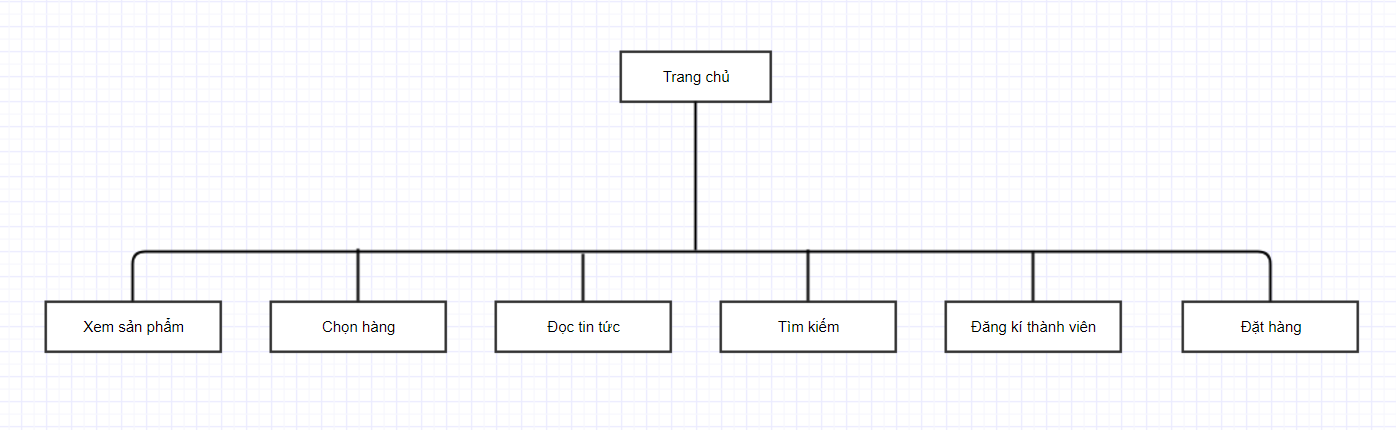 Trang chủ
Xem sản phẩm
Chọn hàng
Đọc tin tức
Tìm kiếm
Đăng kí thành viên
Đặt hàng